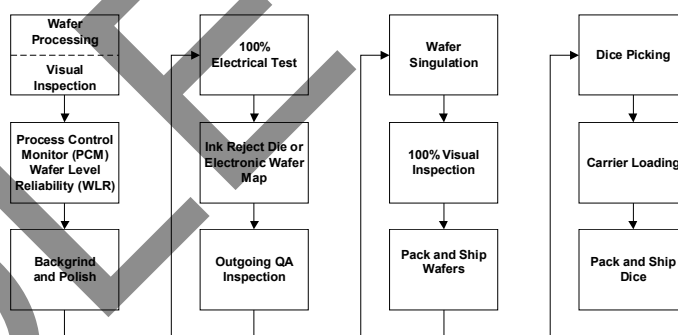 Wafer
Processing
Visual
Inspection
Process Control
Monitor (PCM)
Wafer Level
Reliability (WLR)
Backgrind
and Polish
100%
Electrical Test
Ink Reject Die or
Electronic Wafer
Map
Outgoing QA
Inspection
Wafer
Singulation
100% Visual
Inspection
Pack and Ship
Wafers
Dice Picking
Carrier Loading
Pack and Ship
Dice